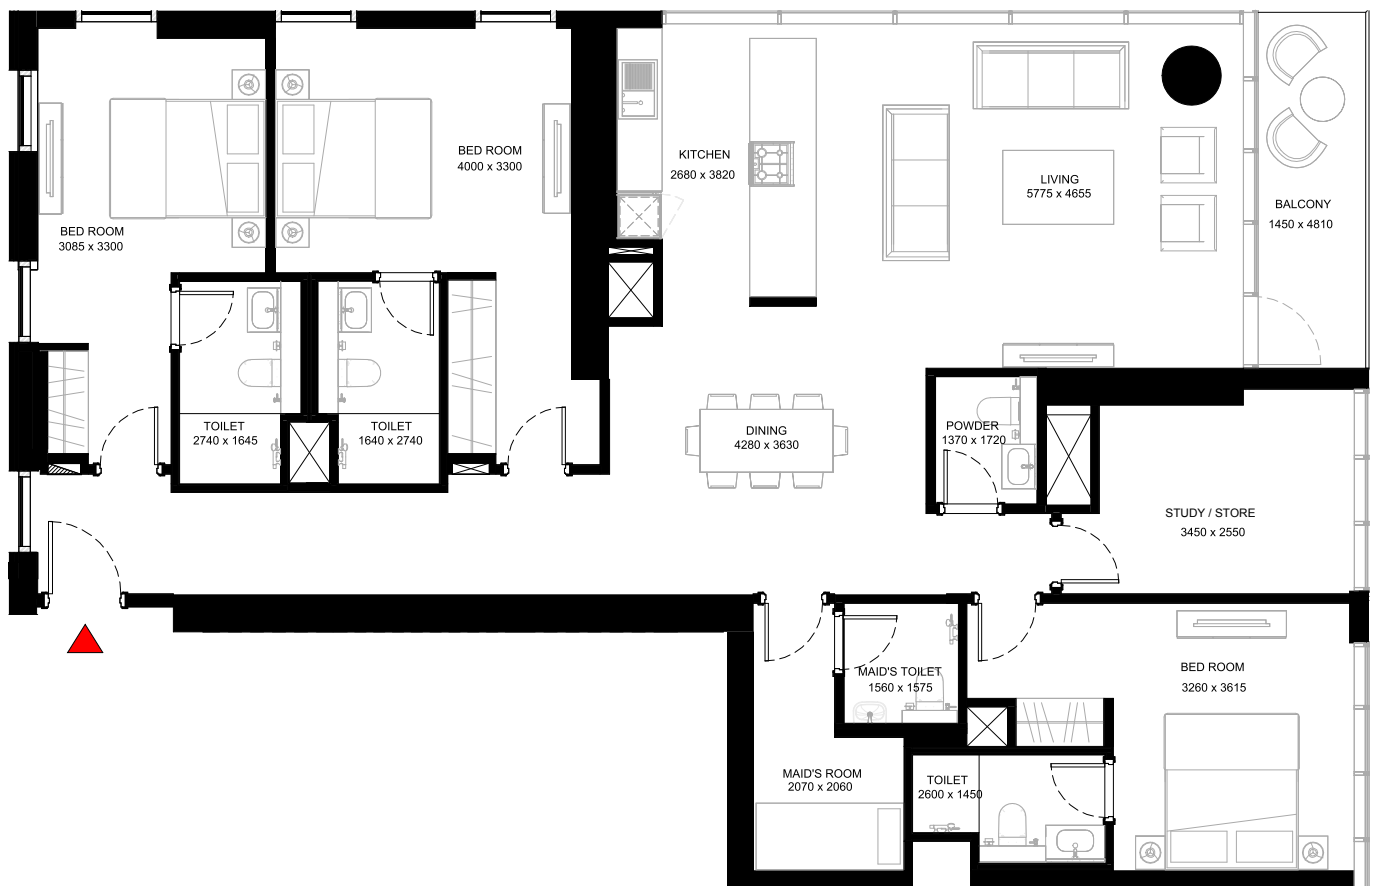 BED ROOM
3085 x 3300
BED ROOM
4000 x 3300
KITCHEN
2680 x 3820
LIVING
5775 x 4655
BALCONY
1450 x 4810
TOILET
2740 x 1645
TOILET
1640 x 2740
DINING
4280 x 3630
POWDER
1370 x 1720
STUDY / STORE
3450 x 2550
MAID'S TOILET
1560 x 1575
BED ROOM
3260 x 3615
MAID'S ROOM
2070 x 2060
TOILET
2600 x 1450